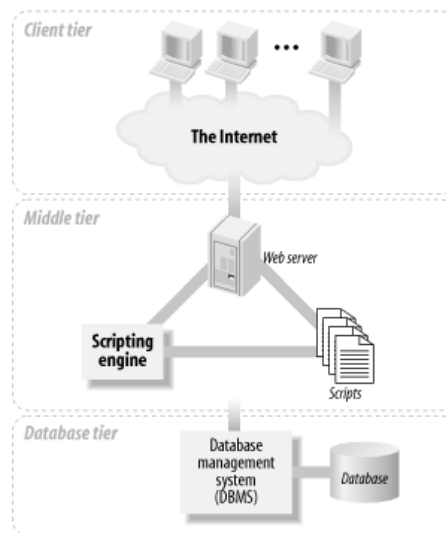 Client tier
The Internet
Middle tier
Web server
Scripting
engine
Scripts
Database tier
Database
management
system
(DBMS)
Database